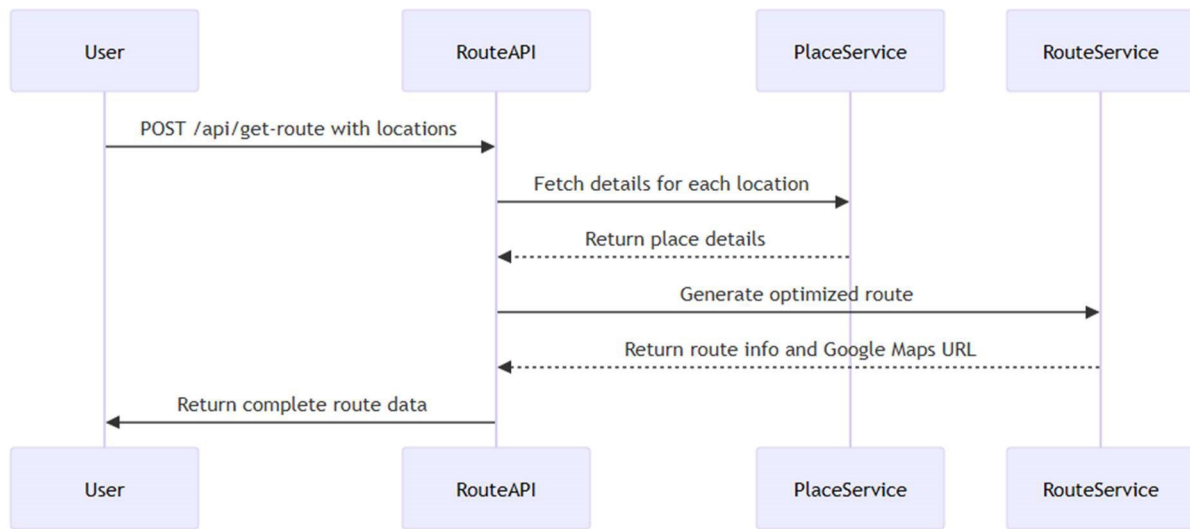 User
RouteAPI
PlaceService
RouteService
POST /api/get-route with locations
Fetch details for each location
Return place details
Generate optimized route
Return route info and Google Maps URL
Return complete route data
User
RouteAPI
PlaceService
RouteService